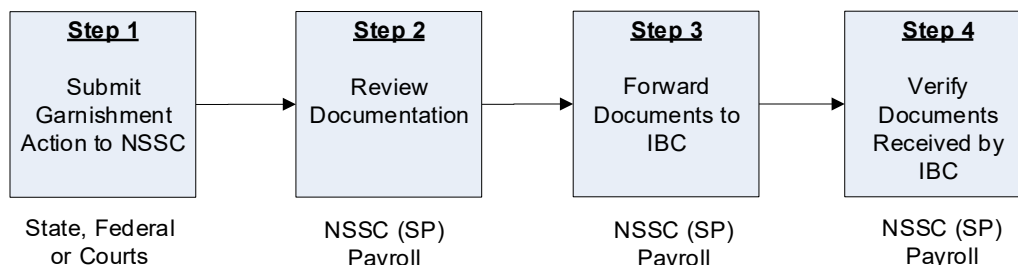 Step 1
Submit
Garnishment
Action to NSSC
State, Federal
or Courts
Step 2
Review
Documentation
NSSC (SP)
Payroll
Step 3
Forward
Documents to
IBC
NSSC (SP)
Payroll
Step 4
Verify
Documents
Received by
IBC
NSSC (SP)
Payroll